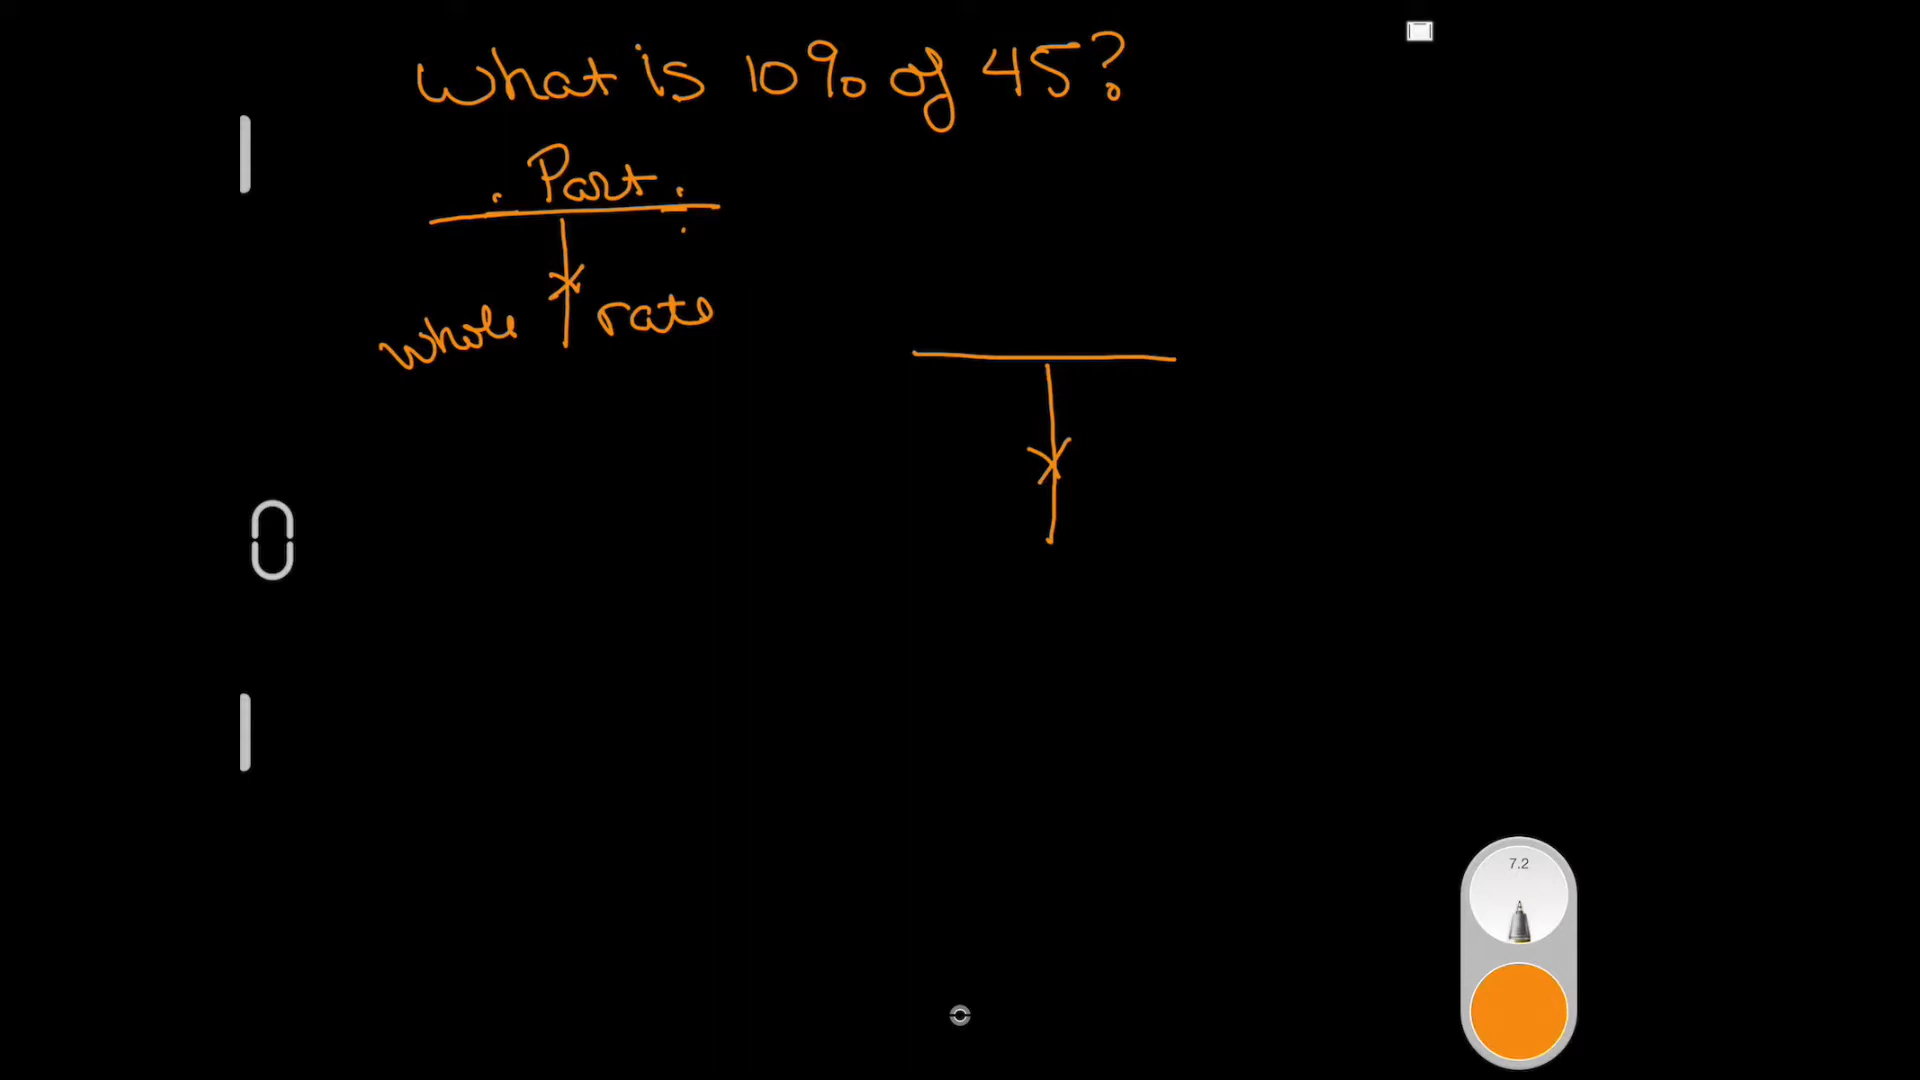 What is 10% of 45?
. Part .
whole × rate
×
7.2